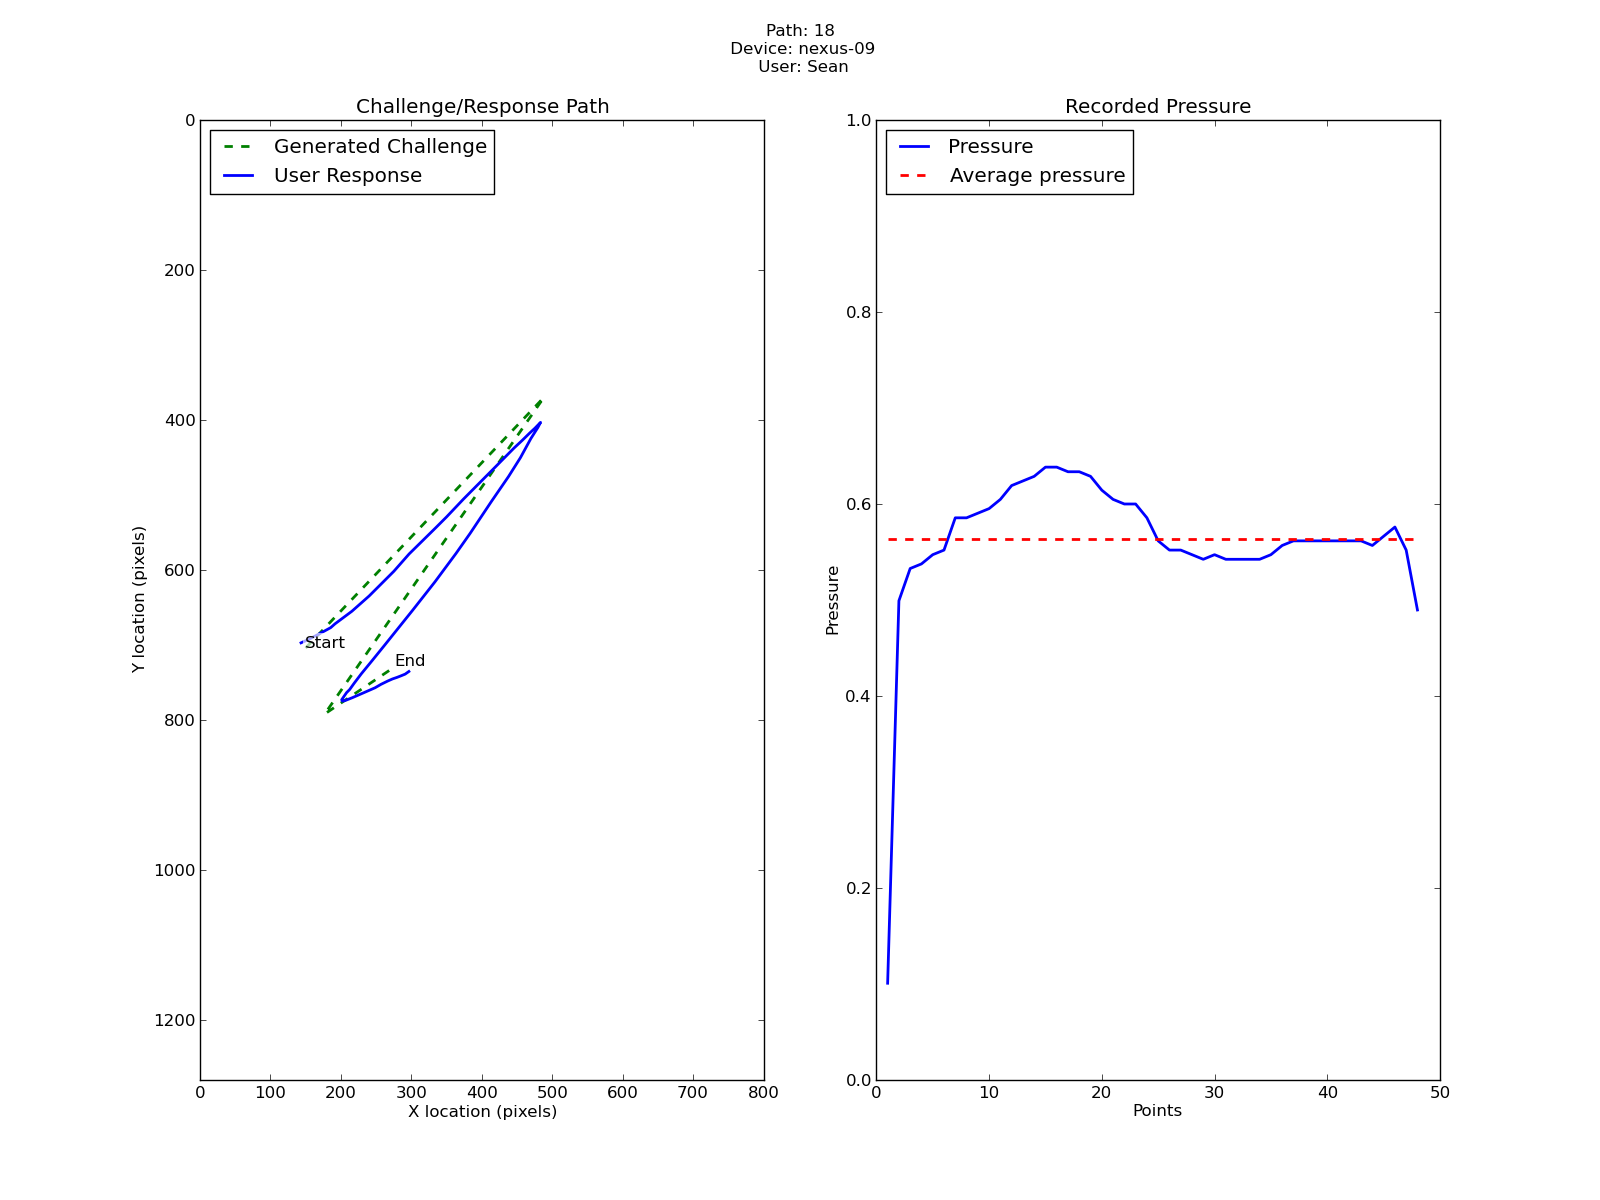 Path: 18
Device: nexus-09
User: Sean
Challenge/Response Path
Generated Challenge
User Response
0
200
400
600
800
1000
1200
Y location (pixels)
Start
End
0 100 200 300 400 500 600 700 800
X location (pixels)
Recorded Pressure
Pressure
Average pressure
1.0
0.8
0.6
0.4
0.2
0.0
Pressure
0 10 20 30 40 50
Points